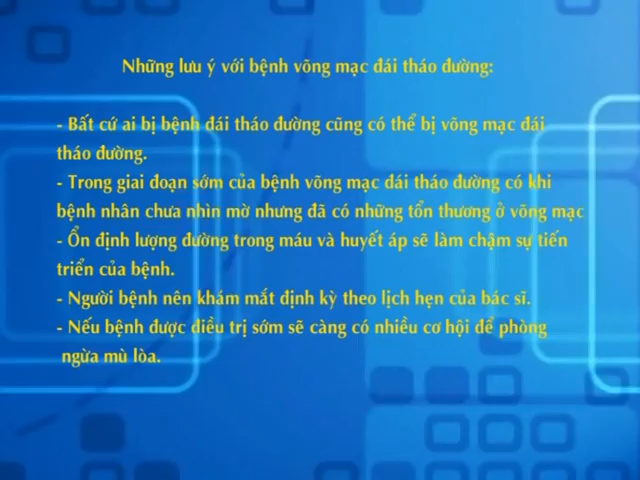 Những lưu ý với bệnh võng mạc đái tháo đường:
- Bất cứ ai bị bệnh đái tháo đường cũng có thể bị võng mạc đái
tháo đường.
- Trong giai đoạn sớm của bệnh võng mạc đái tháo đường có khi
bệnh nhân chưa nhìn mờ nhưng đã có những tổn thương ở võng mạc
- Ổn định lượng đường trong máu và huyết áp sẽ làm chậm sự tiến
triển của bệnh.
- Người bệnh nên khám mắt định kỳ theo lịch hẹn của bác sĩ.
- Nếu bệnh được điều trị sớm sẽ càng có nhiều cơ hội để phòng
ngừa mù lòa.